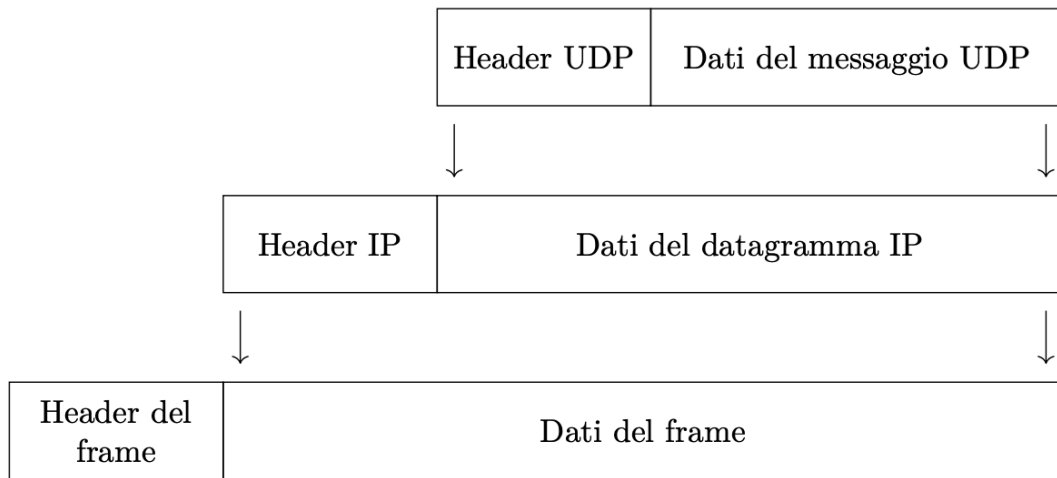 Header UDP
Dati del messaggio UDP
Header IP
Dati del datagramma IP
Header del
frame
Dati del frame